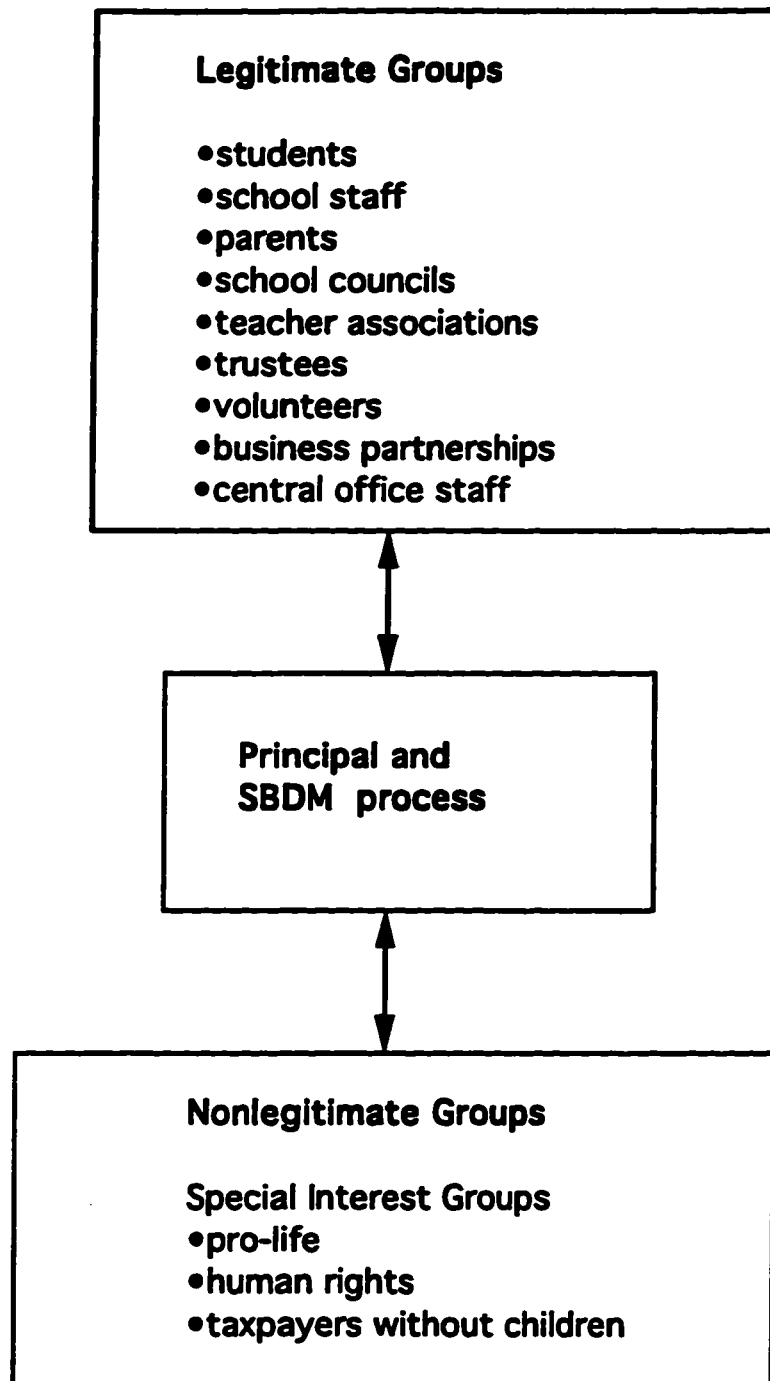 Legitimate Groups
•students
•school staff
•parents
•school councils
•teacher associations
•trustees
•volunteers
•business partnerships
•central office staff
Principal and
SBDM process
Nonlegitimate Groups
Special Interest Groups
•pro-life
•human rights
•taxpayers without children